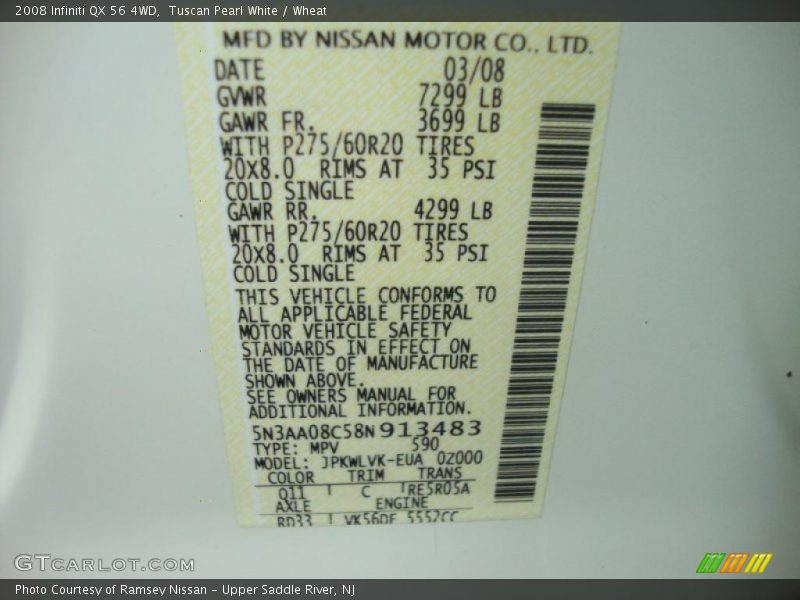 2008 Infiniti QX 56 4WD, Tuscan Pearl White / Wheat
MFD BY NISSAN MOTOR CO., LTD.
DATE 03/08
GVWR 7299 LB
GAWR FR. 3699 LB
WITH P275/60R20 TIRES
20x8.0 RIMS AT 35 PSI
COLD SINGLE
GAWR RR. 4299 LB
WITH P275/60R20 TIRES
20x8.0 RIMS AT 35 PSI
COLD SINGLE
THIS VEHICLE CONFORMS TO
ALL APPLICABLE FEDERAL
MOTOR VEHICLE SAFETY
STANDARDS IN EFFECT ON
THE DATE OF MANUFACTURE
SHOWN ABOVE.
SEE OWNERS MANUAL FOR
ADDITIONAL INFORMATION.
5N3AA08C58N913483
TYPE: MPV 590
MODEL: JPKWLVK-EUA 02000
COLOR TRIM TRANS
Q11 C RE5R05A
AXLE ENGINE
RD33 VK56DE 5552CC
GTCARLOT.COM
Photo Courtesy of Ramsey Nissan – Upper Saddle River, NJ